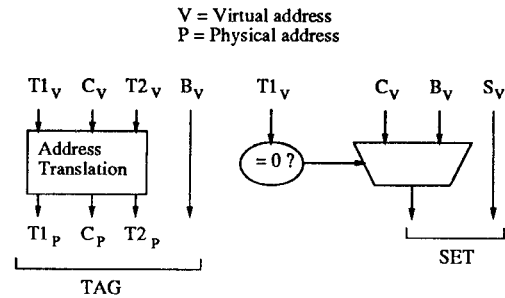 V = Virtual address
P = Physical address
T1V CV T2V BV T1V CV BV SV
Address
Translation
= 0 ?
T1P CP T2P
SET
TAG